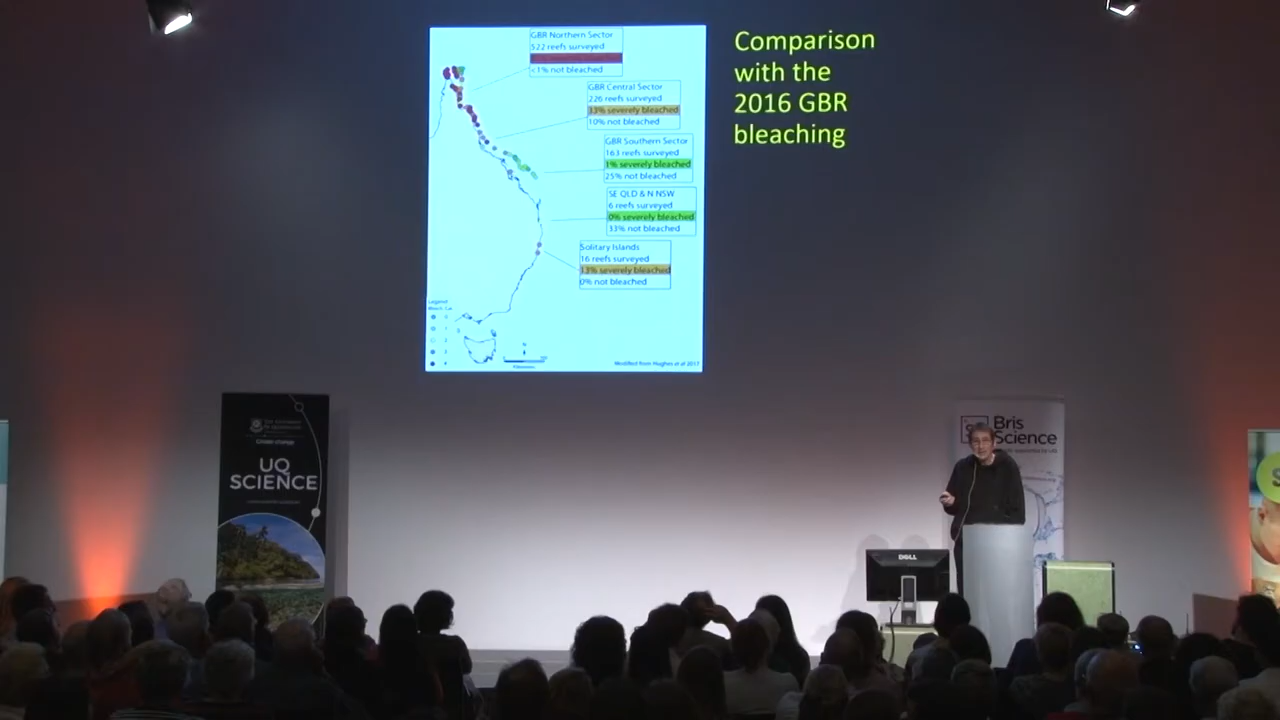 Comparison
with the
2016 GBR
bleaching
GBR Northern Sector
522 reefs surveyed
<1% not bleached
GBR Central Sector
226 reefs surveyed
33% severely bleached
10% not bleached
GBR Southern Sector
163 reefs surveyed
1% severely bleached
25% not bleached
SE QLD & N NSW
6 reefs surveyed
0% severely bleached
33% not bleached
Solitary Islands
16 reefs surveyed
13% severely bleached
0% not bleached
Legend
N
Modified from Hughes et al 2017
UQ
SCIENCE
Bris
Science
DELL